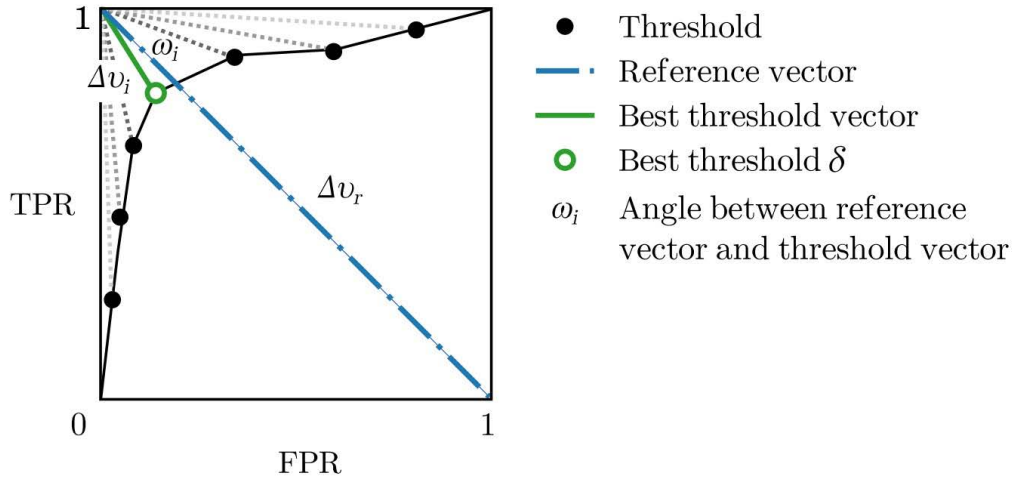 1
ωᵢ
Δυᵢ
Δυᵣ
TPR
0
1
FPR
Threshold
Reference vector
Best threshold vector
Best threshold δ
ωᵢ Angle between reference
vector and threshold vector